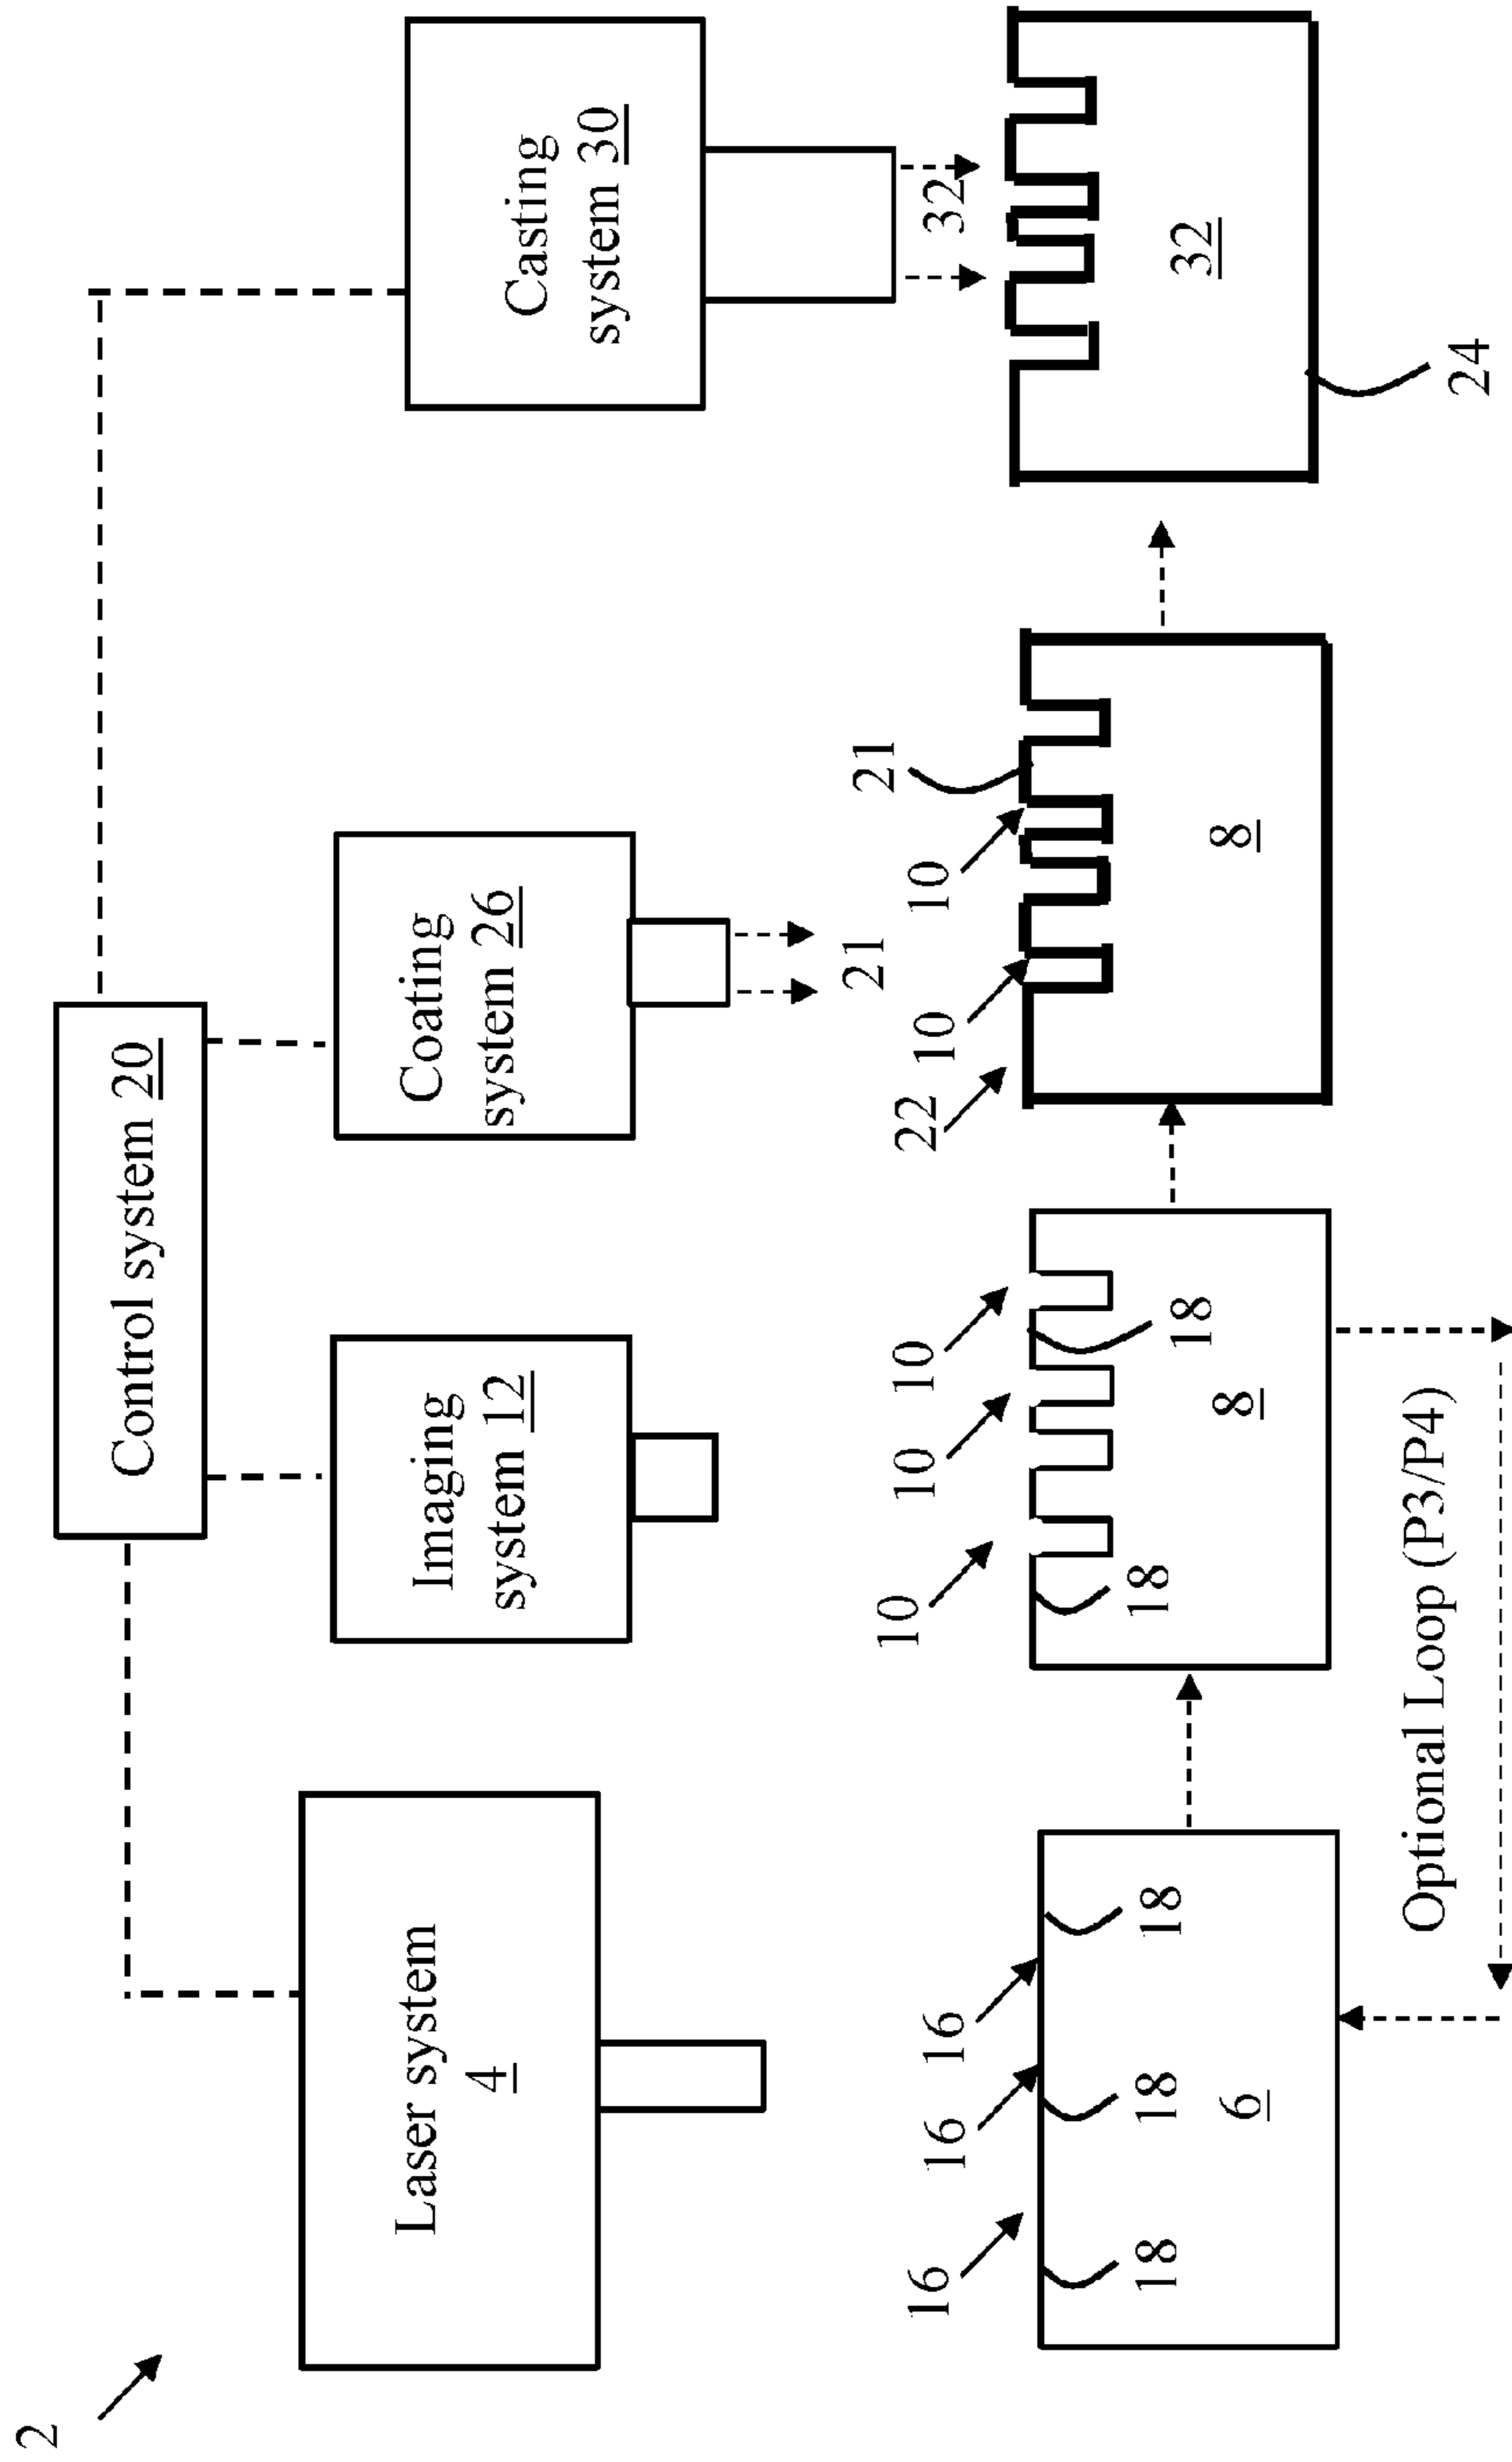 2
Control system 20
Laser system
4
Imaging
system 12
Coating
system 26
Casting
system 30
21
32
16
16
16
18
18
18
6
10
10
10
18
18
8
22
10
10
21
8
32
24
Optional Loop (P3/P4)